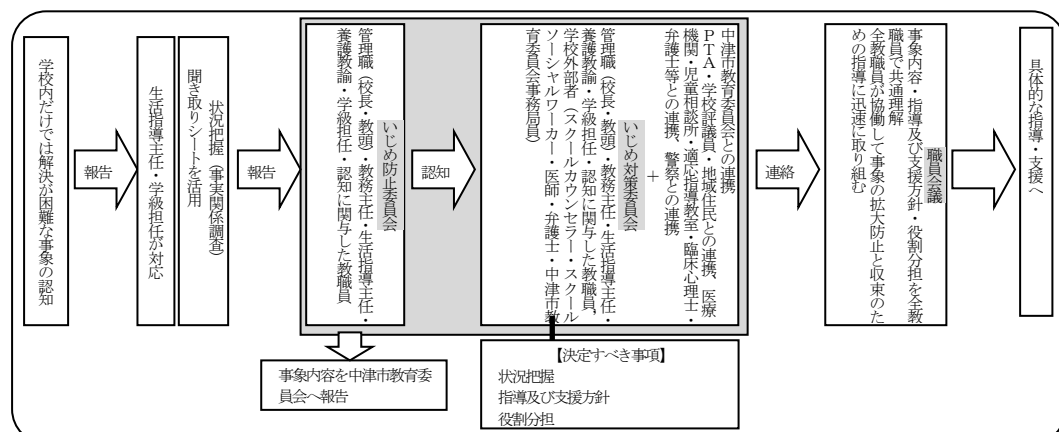 学校内だけでは解決が困難な事象の認知
報告
生活指導主任・学級担任が対応
状況把握（事実関係調査）
聞き取りシートを活用
報告
いじめ防止委員会
管理職（校長・教頭）・教務主任・生活指導主任・
養護教諭・学級担任・認知に関与した教職員
事象内容を中津市教育委
員会へ報告
認知
中津市教育委員会との連携
ＰＴＡ・学校評議員・地域住民との連携、医療
機関・児童相談所・適応指導教室・臨床心理士・
弁護士等との連携、警察との連携
＋
いじめ対策委員会
管理職（校長・教頭）・教務主任・生活指導主任・
養護教諭・学級担任・認知に関与した教職員，
学校外部者（スクールカウンセラー・スクール
ソーシャルワーカー・医師・弁護士・中津市教
育委員会事務局員）
【決定すべき事項】
状況把握
指導及び支援方針
役割分担
連絡
職員会議
事象内容・指導及び支援方針・役割分担を全教
職員で共通理解
全教職員が協働して事象の拡大防止と収束のた
めの指導に迅速に取り組む
具体的な指導・支援へ